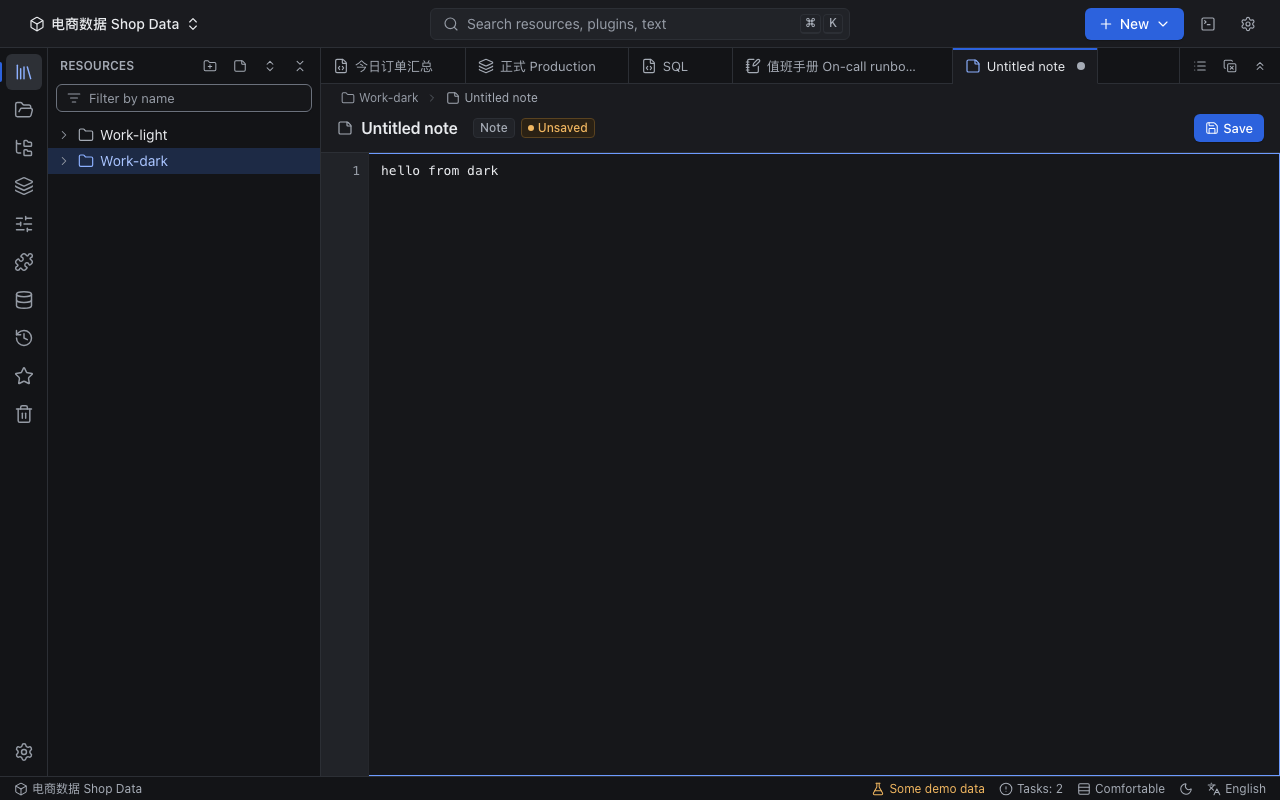 电商数据 Shop Data
Search resources, plugins, text ⌘ K
New
RESOURCES
今日订单汇总
正式 Production
SQL
值班手册 On-call runbo...
Untitled note
Filter by name
Work-light
Work-dark
Work-dark Untitled note
Untitled note Note Unsaved Save
1 hello from dark
电商数据 Shop Data
Some demo data
Tasks: 2
Comfortable
English